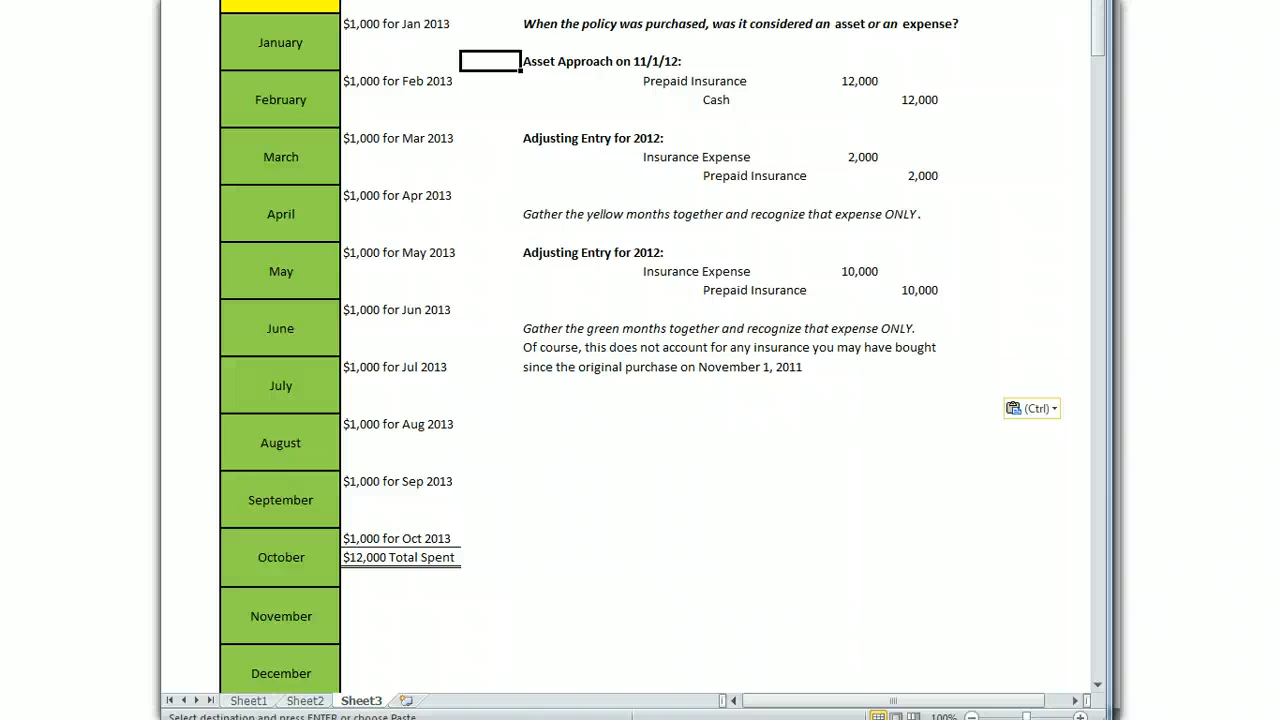 $1,000 for Jan 2013
When the policy was purchased, was it considered an asset or an expense?
January
Asset Approach on 11/1/12:
$1,000 for Feb 2013
Prepaid Insurance 12,000
February
Cash 12,000
$1,000 for Mar 2013
Adjusting Entry for 2012:
March
Insurance Expense 2,000
Prepaid Insurance 2,000
$1,000 for Apr 2013
April
Gather the yellow months together and recognize that expense ONLY.
$1,000 for May 2013
Adjusting Entry for 2012:
May
Insurance Expense 10,000
Prepaid Insurance 10,000
$1,000 for Jun 2013
June
Gather the green months together and recognize that expense ONLY.
Of course, this does not account for any insurance you may have bought
$1,000 for Jul 2013
since the original purchase on November 1, 2011
July
(Ctrl)
$1,000 for Aug 2013
August
$1,000 for Sep 2013
September
$1,000 for Oct 2013
October
$12,000 Total Spent
November
December
Sheet1 Sheet2 Sheet3
Select destination and press ENTER or choose Paste
100%